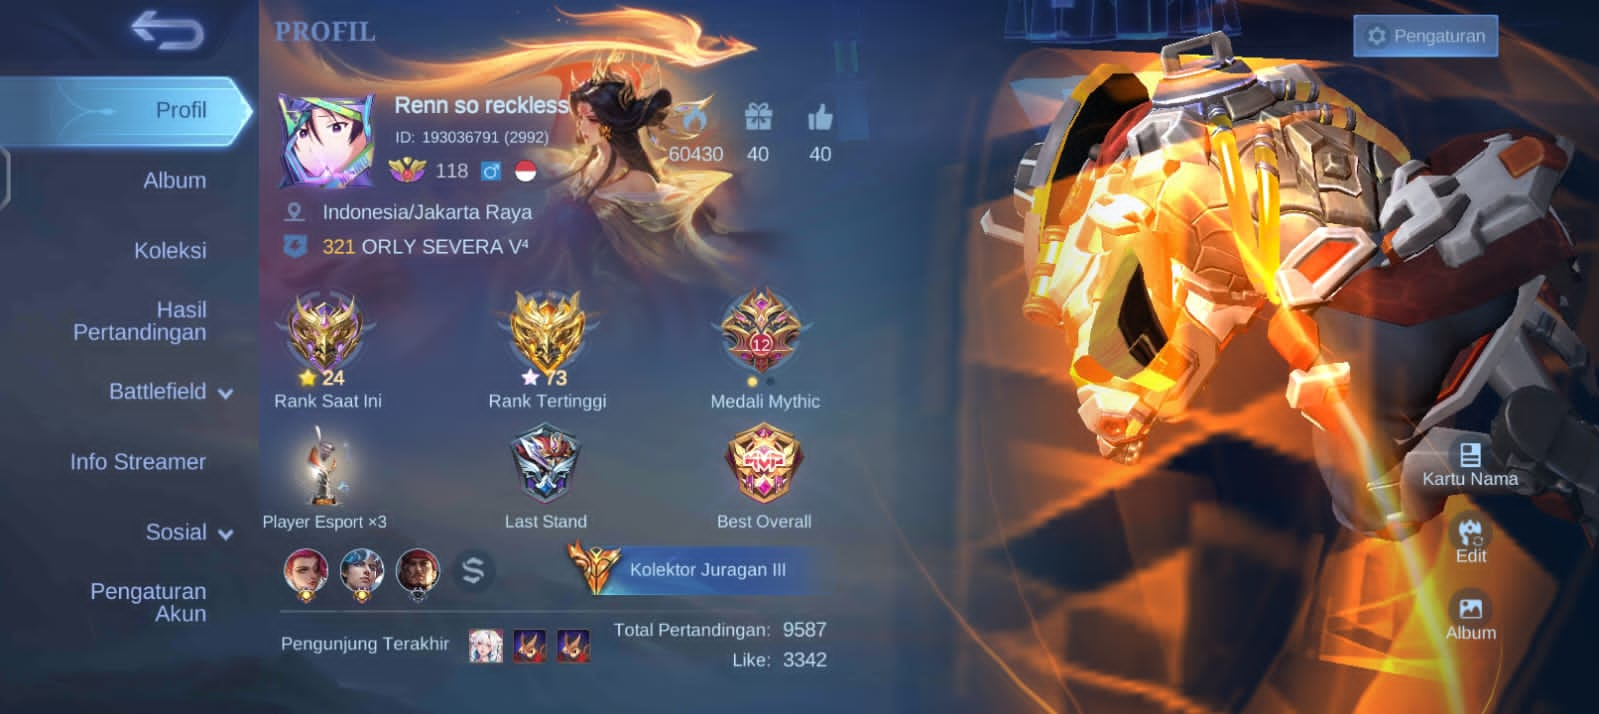 PROFIL
Pengaturan
Profil
Album
Koleksi
Hasil
Pertandingan
Battlefield
Info Streamer
Sosial
Pengaturan
Akun
Renn so reckless
ID: 193036791 (2992)
118
60430
40
40
Indonesia/Jakarta Raya
321 ORLY SEVERA V⁴
24
73
12
Rank Saat Ini
Rank Tertinggi
Medali Mythic
Player Esport ×3
Last Stand
Best Overall
Kolektor Juragan III
Pengunjung Terakhir
Total Pertandingan: 9587
Like: 3342
Kartu Nama
Edit
Album